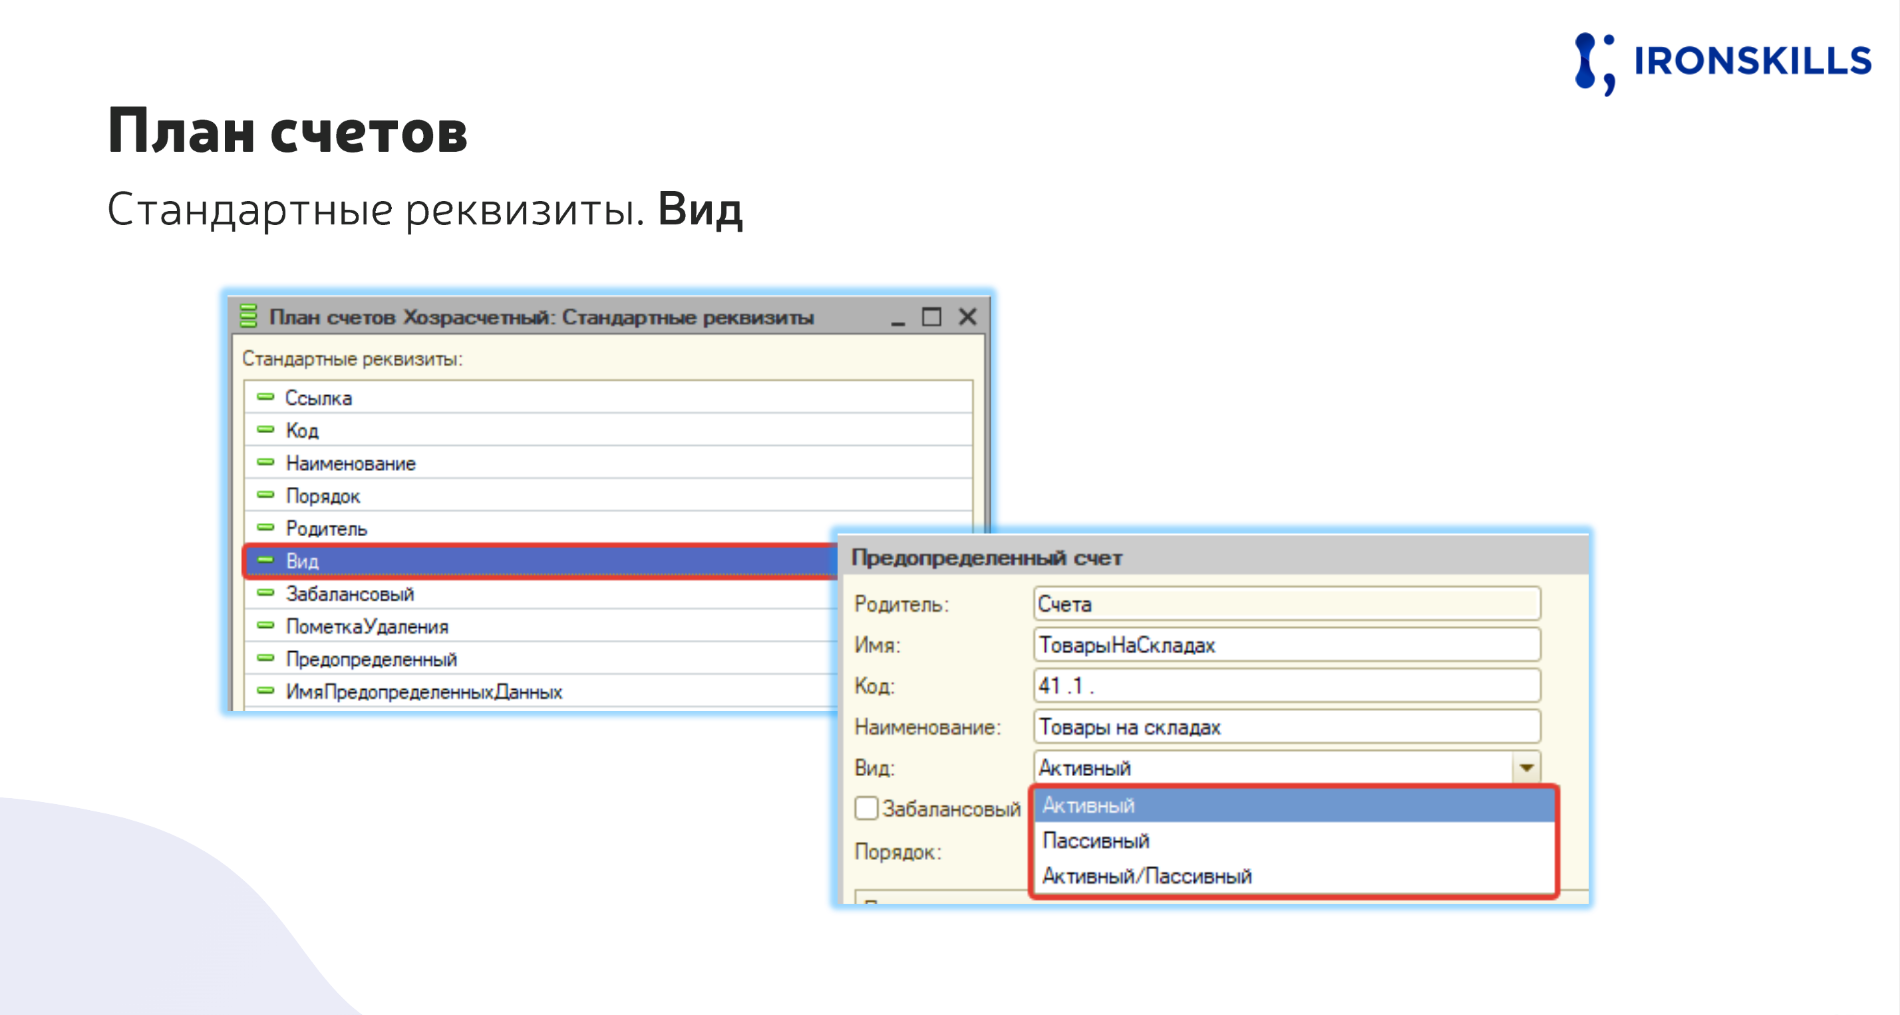 IRONSKILLS
План счетов
Стандартные реквизиты. Вид
План счетов Хозрасчетный: Стандартные реквизиты
Стандартные реквизиты:
Ссылка
Код
Наименование
Порядок
Родитель
Вид
Забалансовый
ПометкаУдаления
Предопределенный
ИмяПредопределенныхДанных
Предопределенный счет
Родитель: Счета
Имя: ТоварыНаСкладах
Код: 41 .1 .
Наименование: Товары на складах
Вид: Активный
Забалансовый Активный
Пассивный
Порядок:
Активный/Пассивный